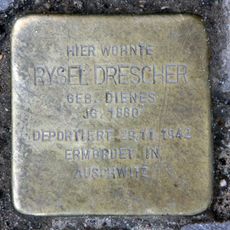 HIER WOHNTE
RYSEL DRESCHER
GEB. DIENES
JG. 1880
DEPORTIERT 29.11.1942
ERMORDET IN
AUSCHWITZ